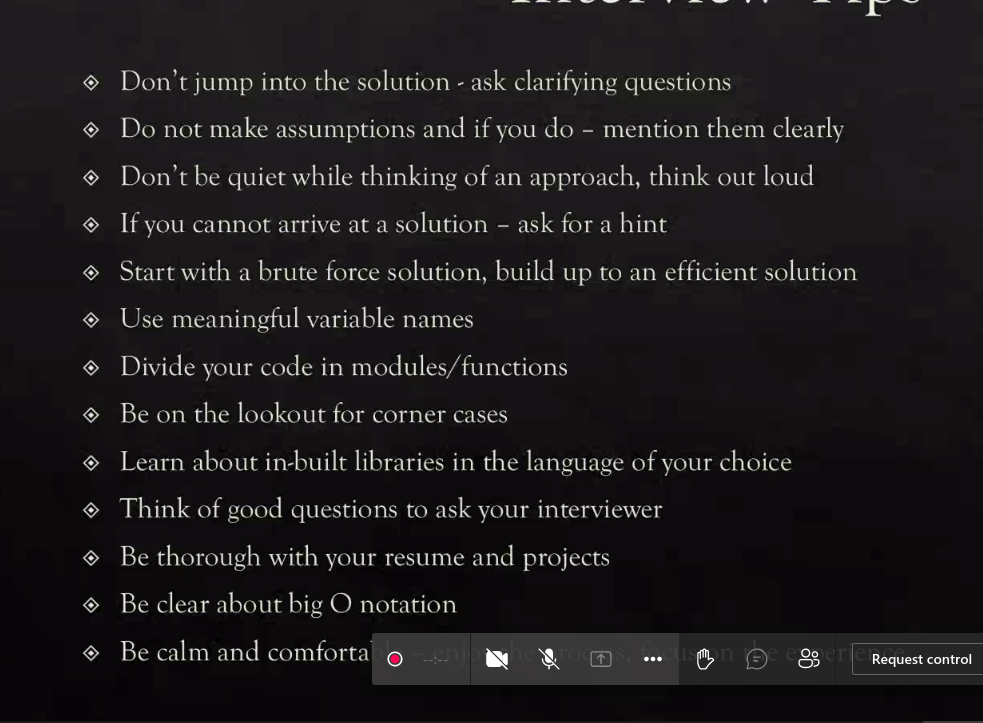 Interview Tips
Don't jump into the solution - ask clarifying questions
Do not make assumptions and if you do – mention them clearly
Don't be quiet while thinking of an approach, think out loud
If you cannot arrive at a solution – ask for a hint
Start with a brute force solution, build up to an efficient solution
Use meaningful variable names
Divide your code in modules/functions
Be on the lookout for corner cases
Learn about in-built libraries in the language of your choice
Think of good questions to ask your interviewer
Be thorough with your resume and projects
Be clear about big O notation
Be calm and comfortable – enjoy the process, focus on the experience
Request control